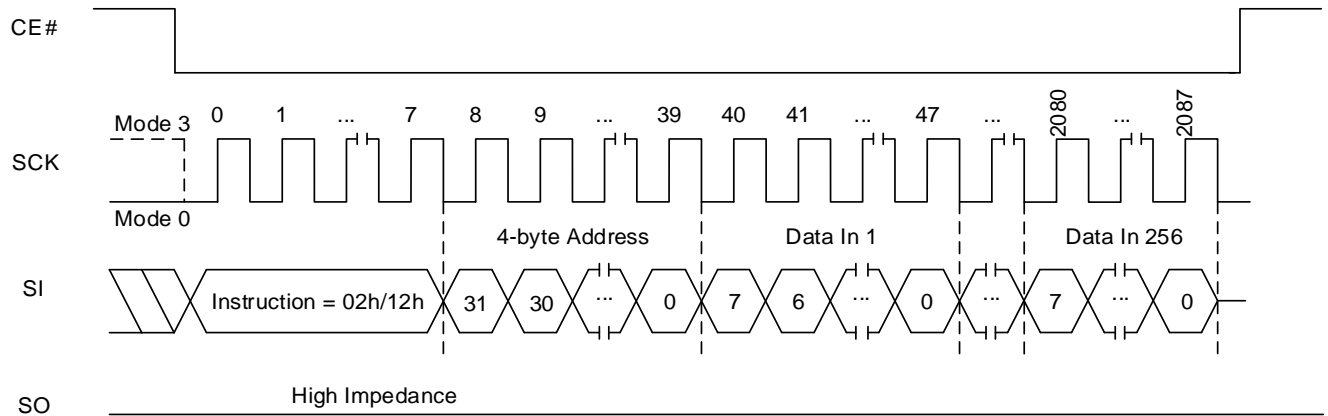 CE#
0 1 ... 7 8 9 ... 39 40 41 ... 47 ... 2080 ... 2087
Mode 3
SCK
Mode 0
4-byte Address Data In 1 Data In 256
SI Instruction = 02h/12h 31 30 ... 0 7 6 ... 0 ... 7 ... 0
High Impedance
SO